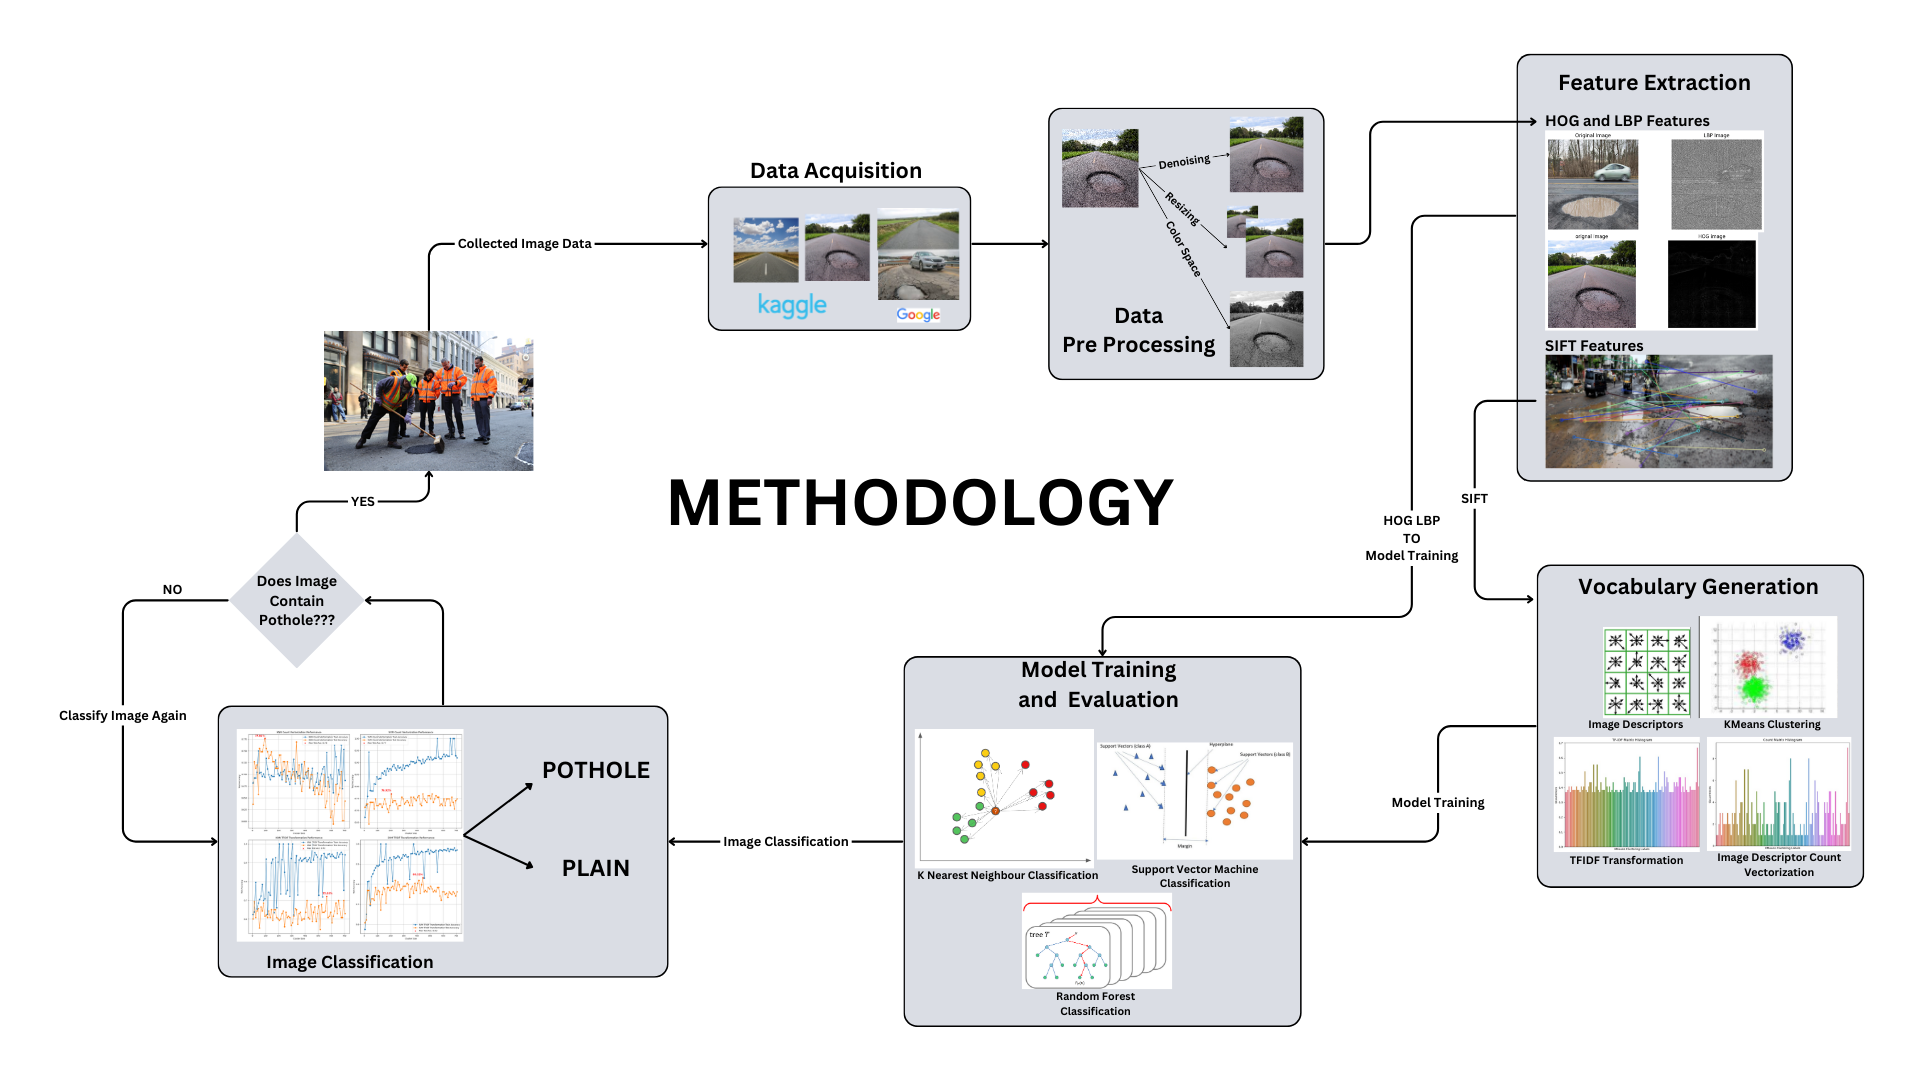 METHODOLOGY
Data Acquisition
Collected Image Data
kaggle
Google
Denoising
Resizing
Color Space
Data
Pre Processing
Feature Extraction
HOG and LBP Features
Original Image
LBP Image
original Image
HOG Image
SIFT Features
SIFT
HOG LBP
TO
Model Training
Vocabulary Generation
Image Descriptors
KMeans Clustering
TFIDF Transformation
Image Descriptor Count
Vectorization
Model Training
Model Training
and Evaluation
Support Vectors (class A)
Hyperplane
Support Vectors (class B)
Margin
K Nearest Neighbour Classification
Support Vector Machine
Classification
tree T
Random Forest
Classification
Image Classification
POTHOLE
PLAIN
Image Classification
Does Image
Contain
Pothole???
YES
NO
Classify Image Again